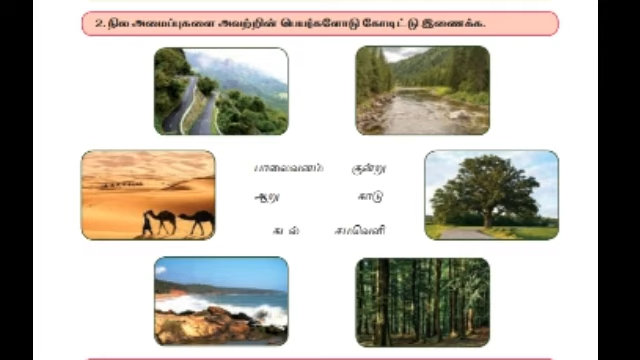 2. நில அமைப்புகளை அவற்றின் பெயர்களோடு கோடிட்டு இணைக்க.
பாலைவனம் குன்று
ஆறு காடு
கடல் சமவெளி